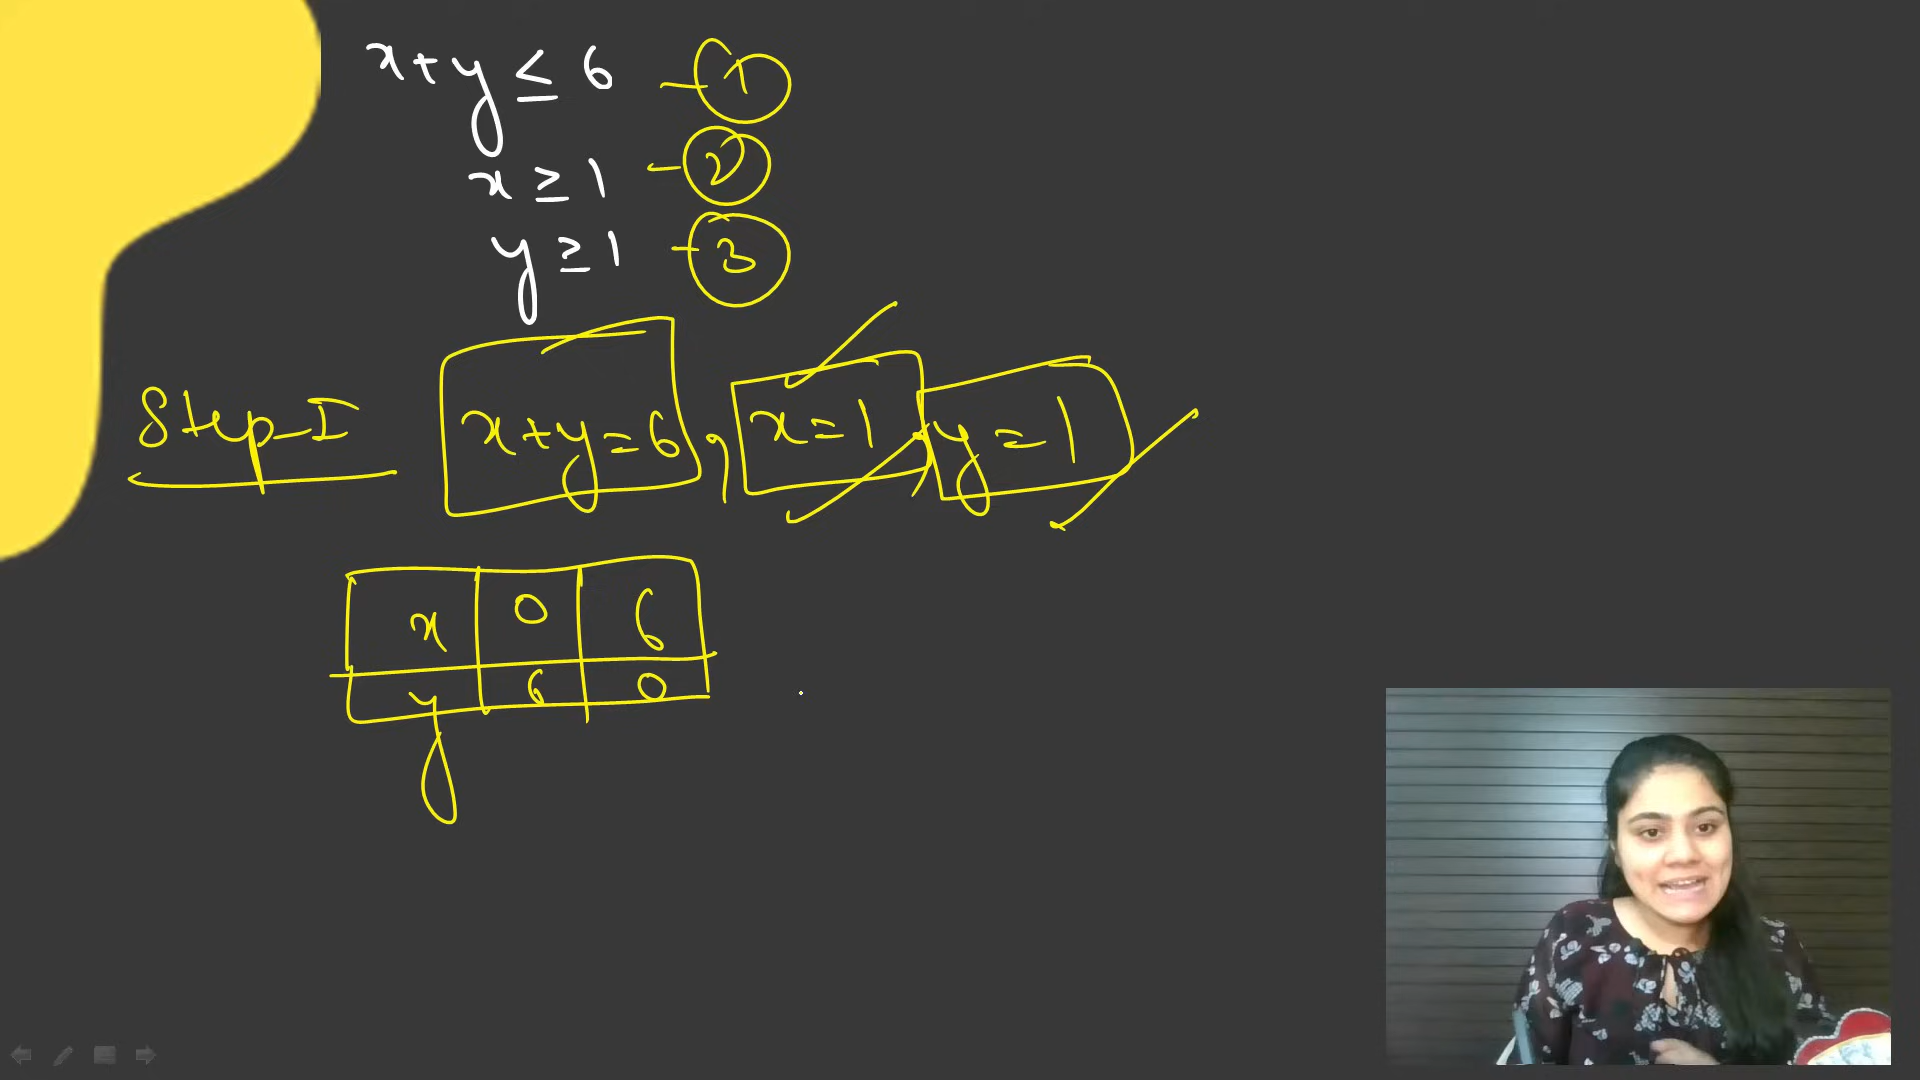 x+y ≤ 6 - 1
x ≥ 1 - 2
y ≥ 1 - 3
Step-I x+y=6, x=1, y=1
x 0 6
y 6 0